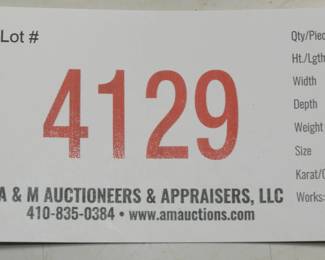 Lot #
4129
A & M AUCTIONEERS & APPRAISERS, LLC
410-835-0384 • www.amauctions.com
Qty/Piec
Ht./Lgth
Width
Depth
Weight
Size
Karat/
Works: